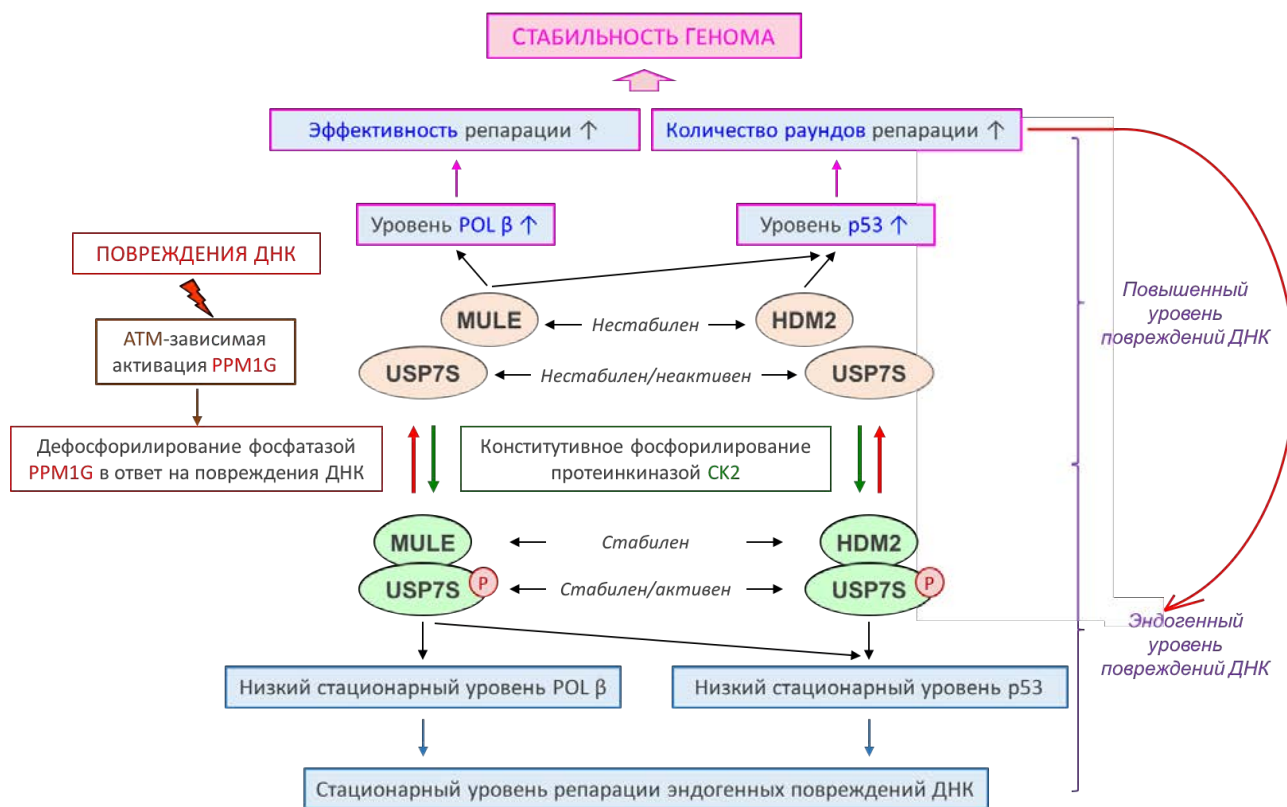 СТАБИЛЬНОСТЬ ГЕНОМА
Эффективность репарации ↑
Количество раундов репарации ↑
Уровень POL β ↑
Уровень p53 ↑
ПОВРЕЖДЕНИЯ ДНК
ATM-зависимая
активация PPM1G
MULE
Нестабилен
HDM2
USP7S
Нестабилен/неактивен
USP7S
Повышенный
уровень
повреждений ДНК
Дефосфорилирование фосфатазой
PPM1G в ответ на повреждения ДНК
Конститутивное фосфорилирование
протеинкиназой CK2
MULE
Стабилен
HDM2
USP7S
P
Стабилен/активен
USP7S
P
Эндогенный
уровень
повреждений ДНК
Низкий стационарный уровень POL β
Низкий стационарный уровень p53
Стационарный уровень репарации эндогенных повреждений ДНК